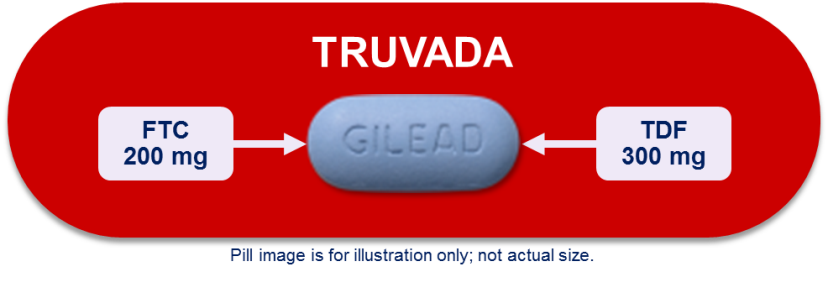 TRUVADA
FTC
200 mg
GILEAD
TDF
300 mg
Pill image is for illustration only; not actual size.